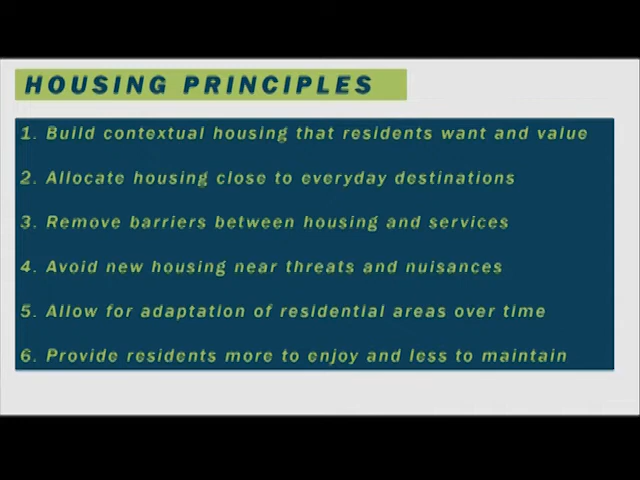 HOUSING PRINCIPLES
1. Build contextual housing that residents want and value
2. Allocate housing close to everyday destinations
3. Remove barriers between housing and services
4. Avoid new housing near threats and nuisances
5. Allow for adaptation of residential areas over time
6. Provide residents more to enjoy and less to maintain